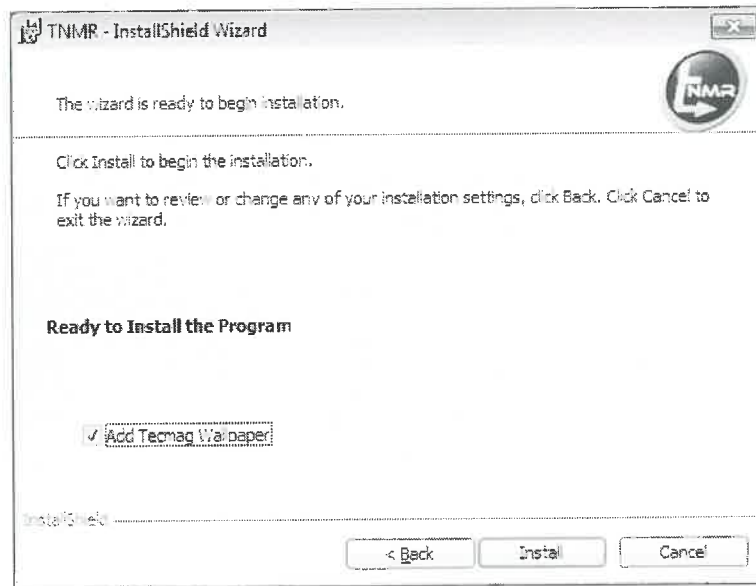 TNMR - InstallShield Wizard
The wizard is ready to begin installation.
TNMR
Click Install to begin the installation.
If you want to review or change any of your installation settings, click Back. Click Cancel to
exit the wizard.
Ready to Install the Program
Add Tecmag Wallpaper
InstallShield
< Back
Install
Cancel